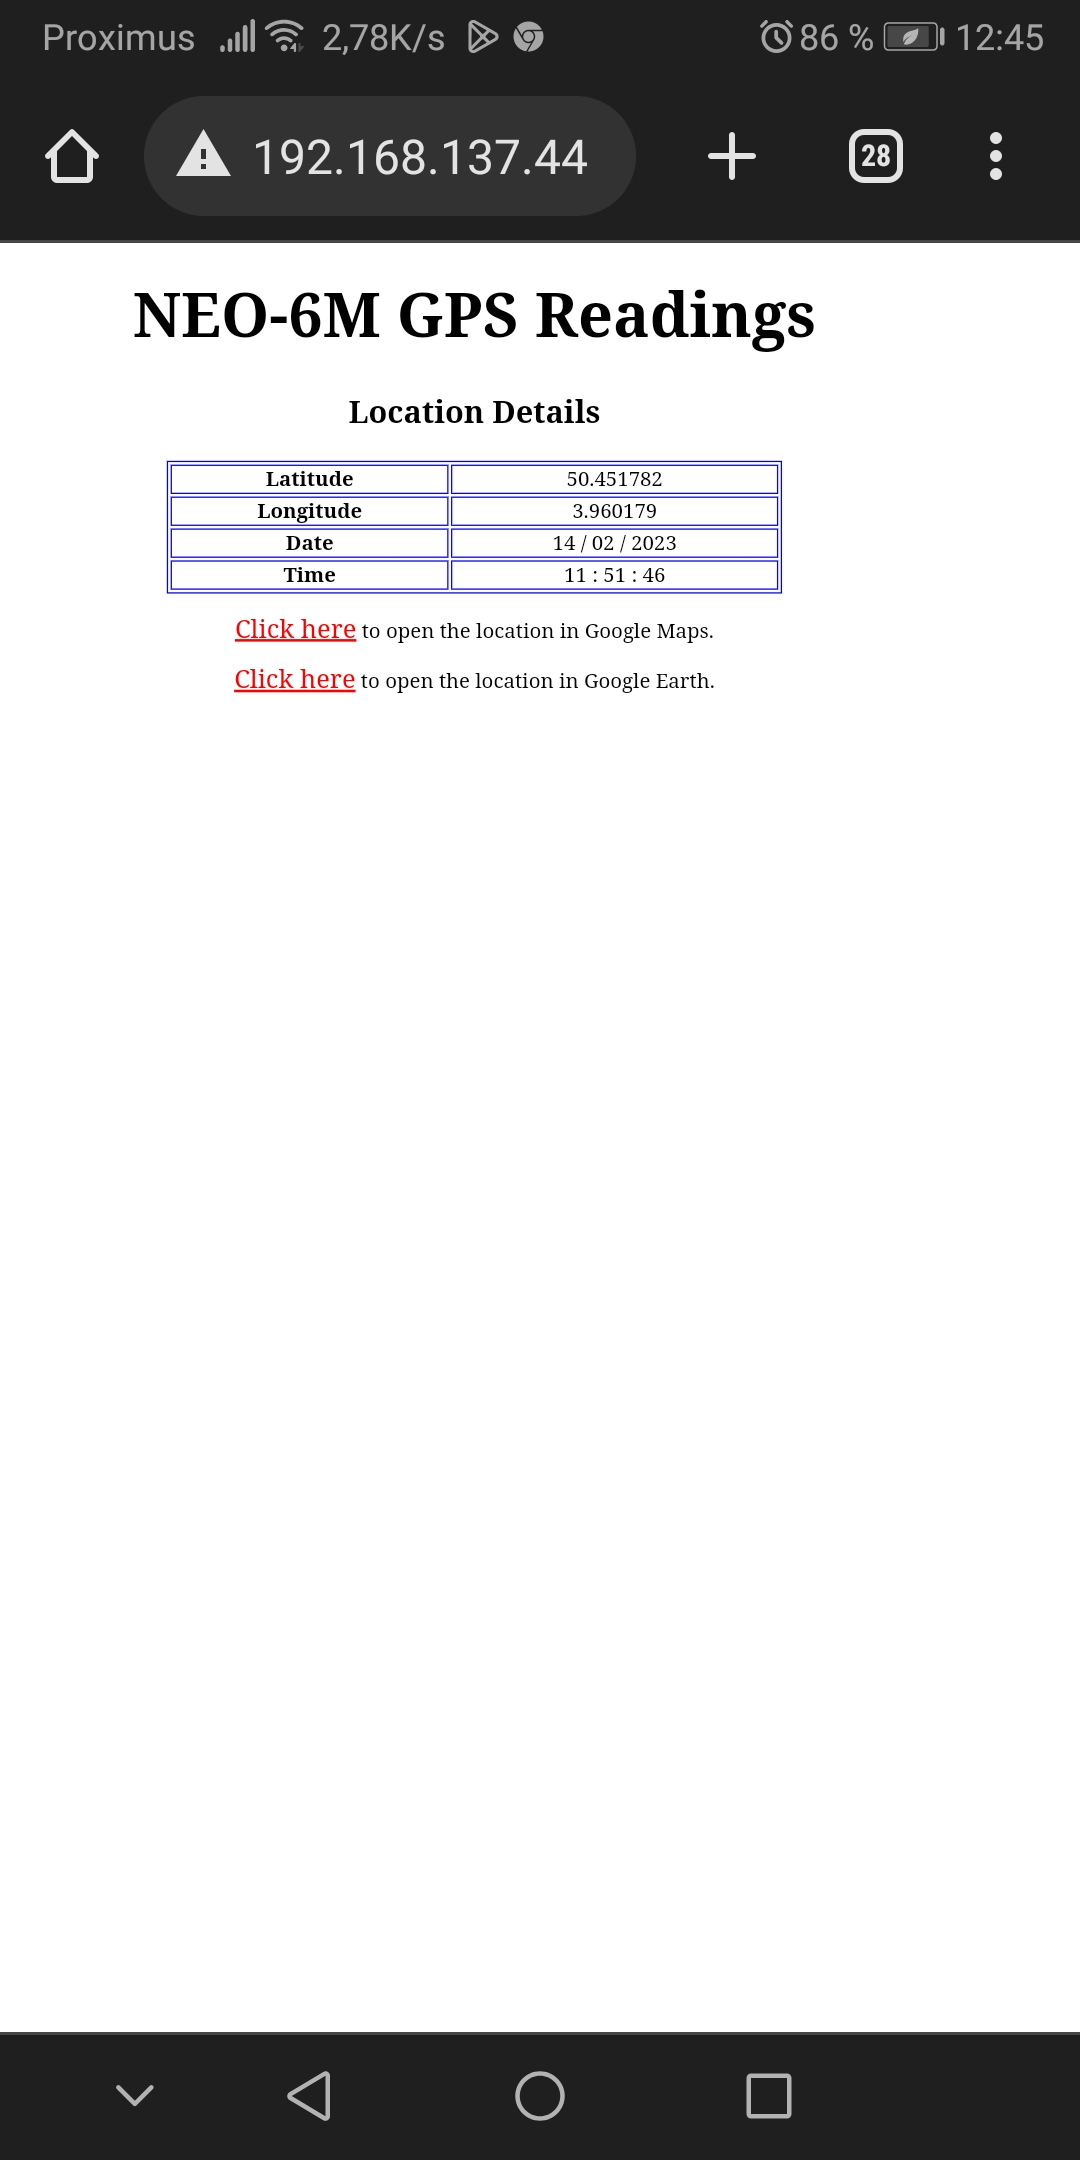 Proximus 2,78K/s 86 % 12:45
192.168.137.44 28
NEO-6M GPS Readings
Location Details
Latitude 50.451782
Longitude 3.960179
Date 14 / 02 / 2023
Time 11 : 51 : 46
Click here to open the location in Google Maps.
Click here to open the location in Google Earth.